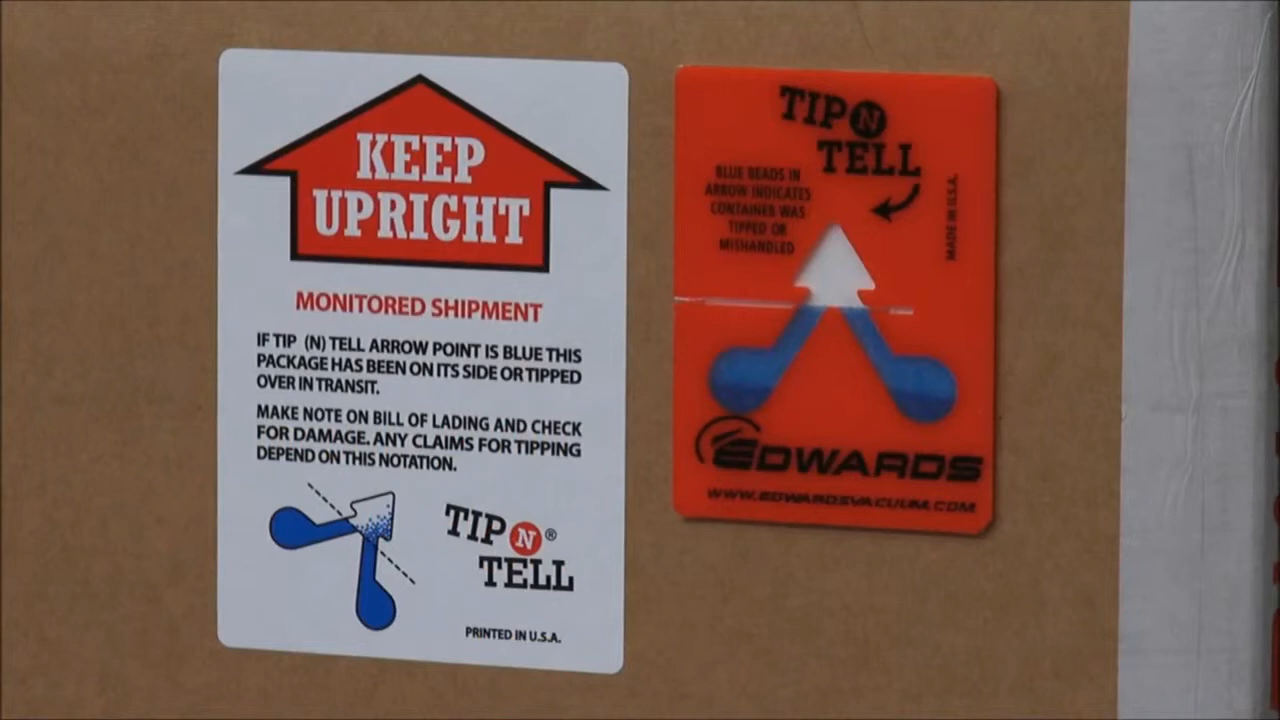 KEEP
UPRIGHT
MONITORED SHIPMENT
IF TIP (N) TELL ARROW POINT IS BLUE THIS
PACKAGE HAS BEEN ON ITS SIDE OR TIPPED
OVER IN TRANSIT.
MAKE NOTE ON BILL OF LADING AND CHECK
FOR DAMAGE. ANY CLAIMS FOR TIPPING
DEPEND ON THIS NOTATION.
TIP N®
TELL
PRINTED IN U.S.A.
TIP N
TELL
BLUE BEADS IN
ARROW INDICATES
CONTAINER WAS
TIPPED OR
MISHANDLED
MADE IN U.S.A.
EDWARDS
WWW.EDWARDSVACUUM.COM